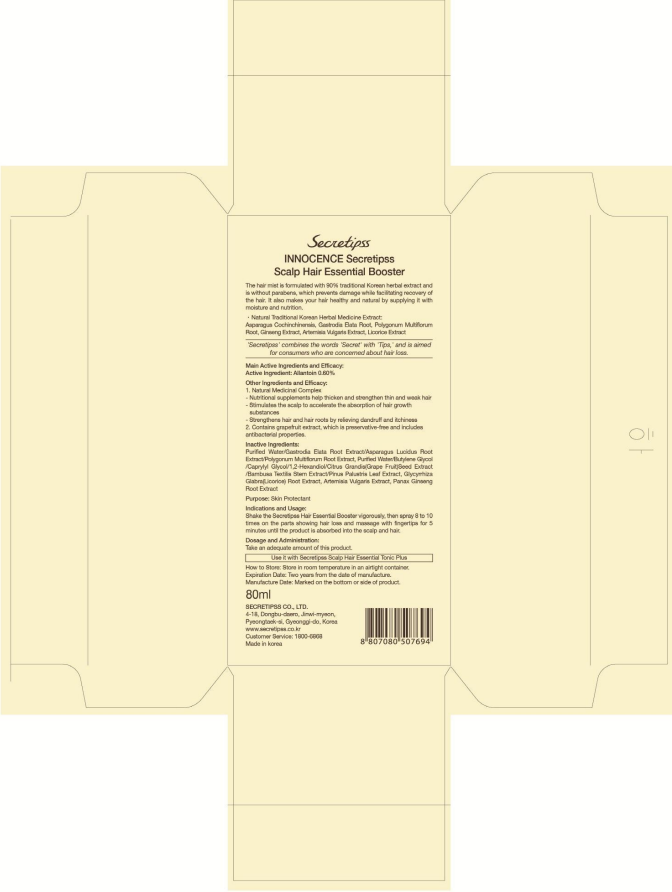 Secretipss
INNOCENCE Secretipss
Scalp Hair Essential Booster
The hair mist is formulated with 90% traditional Korean herbal extract and
is without parabens, which prevents damage while facilitating recovery of
the hair. It also makes your hair healthy and natural by supplying it with
moisture and nutrition.
· Natural Traditional Korean Herbal Medicine Extract:
Asparagus Cochinchinensis, Gastrodia Elata Root, Polygonum Multiflorum
Root, Ginseng Extract, Artemisia Vulgaris Extract, Licorice Extract
'Secretipss' combines the words 'Secret' with 'Tips,' and is aimed
for consumers who are concerned about hair loss.
Main Active Ingredients and Efficacy:
Active Ingredient: Allantoin 0.60%
Other Ingredients and Efficacy:
1. Natural Medicinal Complex
- Nutritional supplements help thicken and strengthen thin and weak hair
- Stimulates the scalp to accelerate the absorption of hair growth
substances
- Strengthens hair and hair roots by relieving dandruff and itchiness
2. Contains grapefruit extract, which is preservative-free and includes
antibacterial properties.
Inactive Ingredients:
Purified Water/Gastrodia Elata Root Extract/Asparagus Lucidus Root
Extract/Polygonum Multiflorum Root Extract, Purified Water/Butylene Glycol
/Caprylyl Glycol/1,2-Hexandiol/Citrus Grandis(Grape Fruit)Seed Extract
/Bambusa Textilis Stem Extract/Pinus Palustris Leaf Extract, Glycyrrhiza
Glabra(Licorice) Root Extract, Artemisia Vulgaris Extract, Panax Ginseng
Root Extract
Purpose: Skin Protectant
Indications and Usage:
Shake the Secretipss Hair Essential Booster vigorously, then spray 8 to 10
times on the parts showing hair loss and massage with fingertips for 5
minutes until the product is absorbed into the scalp and hair.
Dosage and Administration:
Take an adequate amount of this product.
Use it with Secretipss Scalp Hair Essential Tonic Plus
How to Store: Store in room temperature in an airtight container.
Expiration Date: Two years from the date of manufacture.
Manufacture Date: Marked on the bottom or side of product.
80ml
SECRETIPSS CO., LTD.
4-18, Dongbu-daero, Jinwi-myeon,
Pyeongtaek-si, Gyeonggi-do, Korea
www.secretipss.co.kr
Customer Service: 1800-6868
Made in korea
8 807080 507694